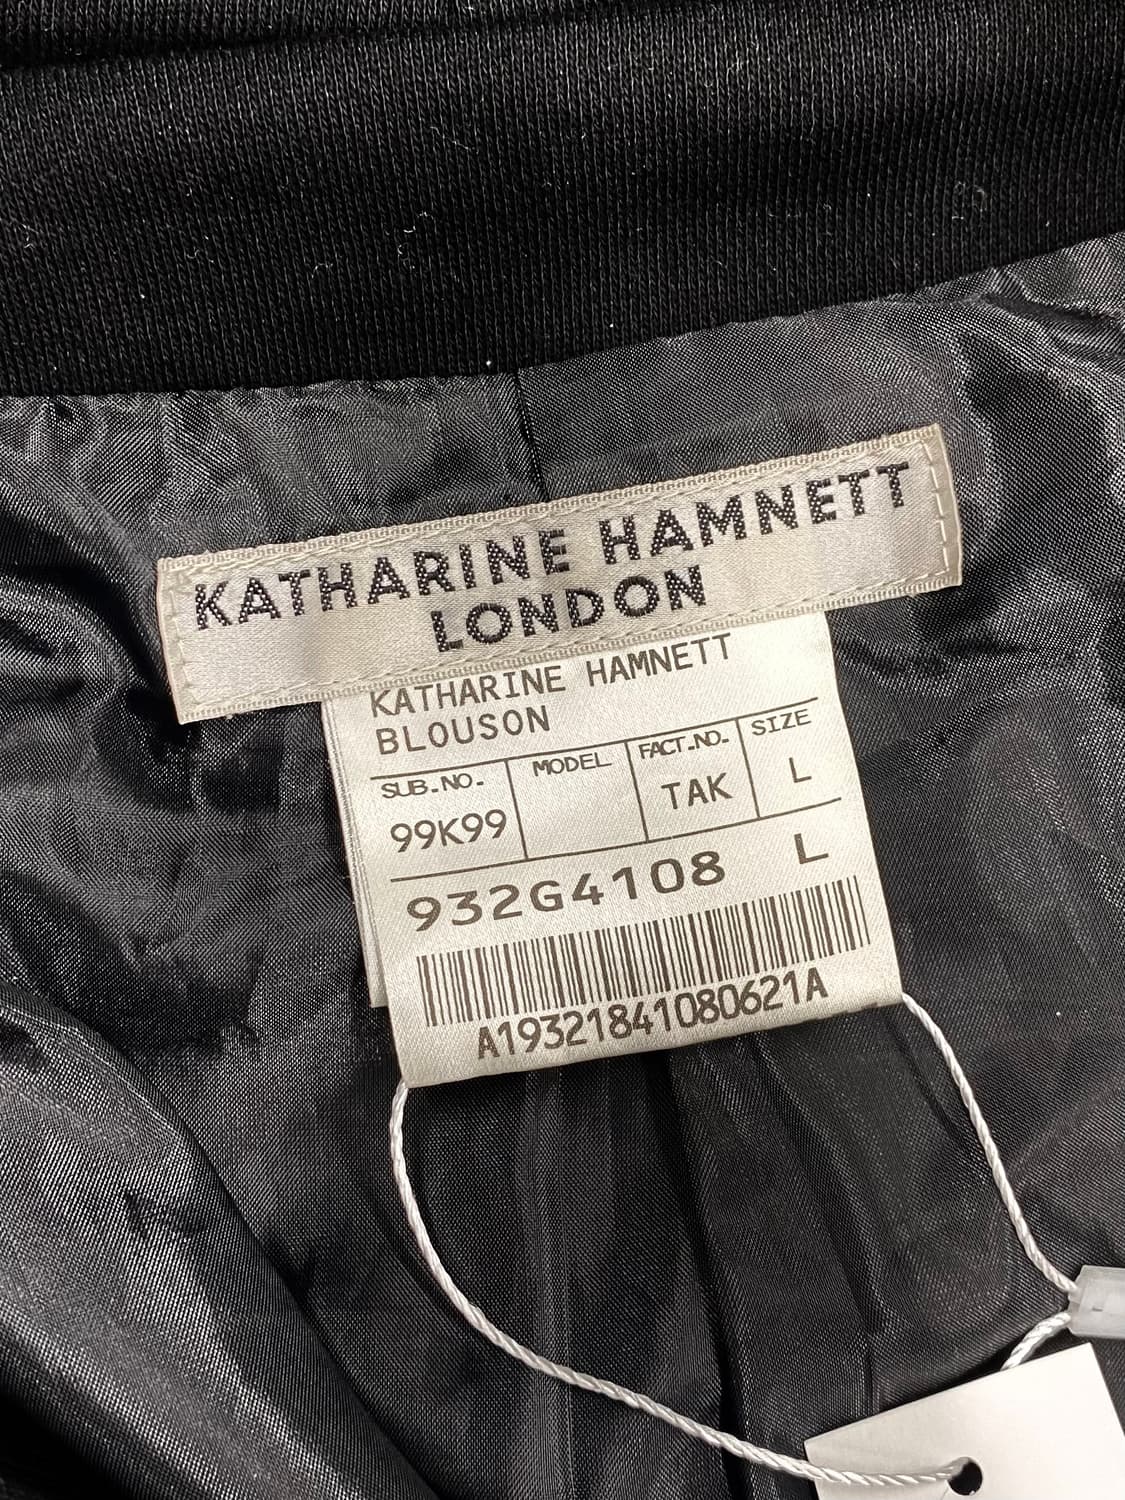 KATHARINE HAMNETT
LONDON
KATHARINE HAMNETT
BLOUSON
SUB.NO. MODEL FACT.NO. SIZE
99K99 TAK L
932G4108 L
A19321841080621A